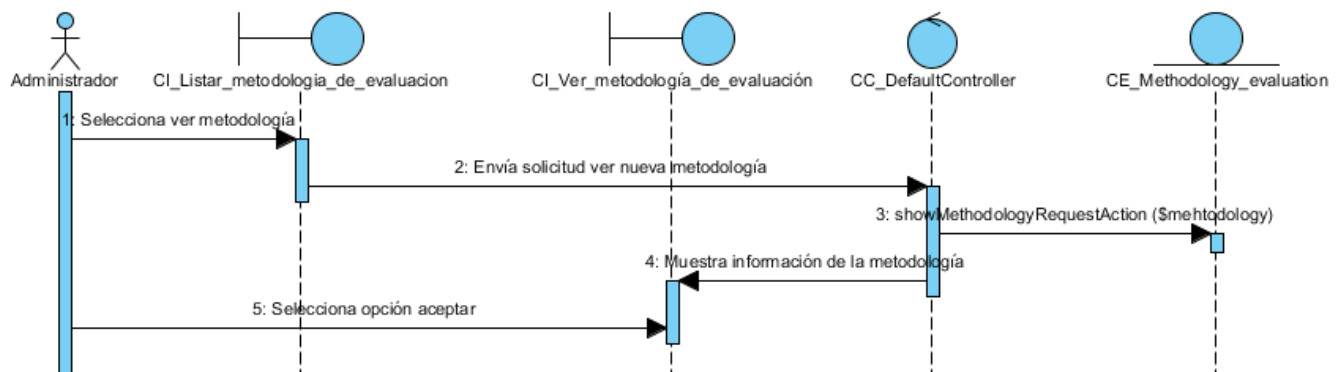 Administrador
CI_Listar_metodologia_de_evaluacion
CI_Ver_metodología_de_evaluación
CC_DefaultController
CE_Methodology_evaluation
1: Selecciona ver metodología
2: Envía solicitud ver nueva metodología
3: showMethodologyRequestAction ($mehtodology)
4: Muestra información de la metodología
5: Selecciona opción aceptar